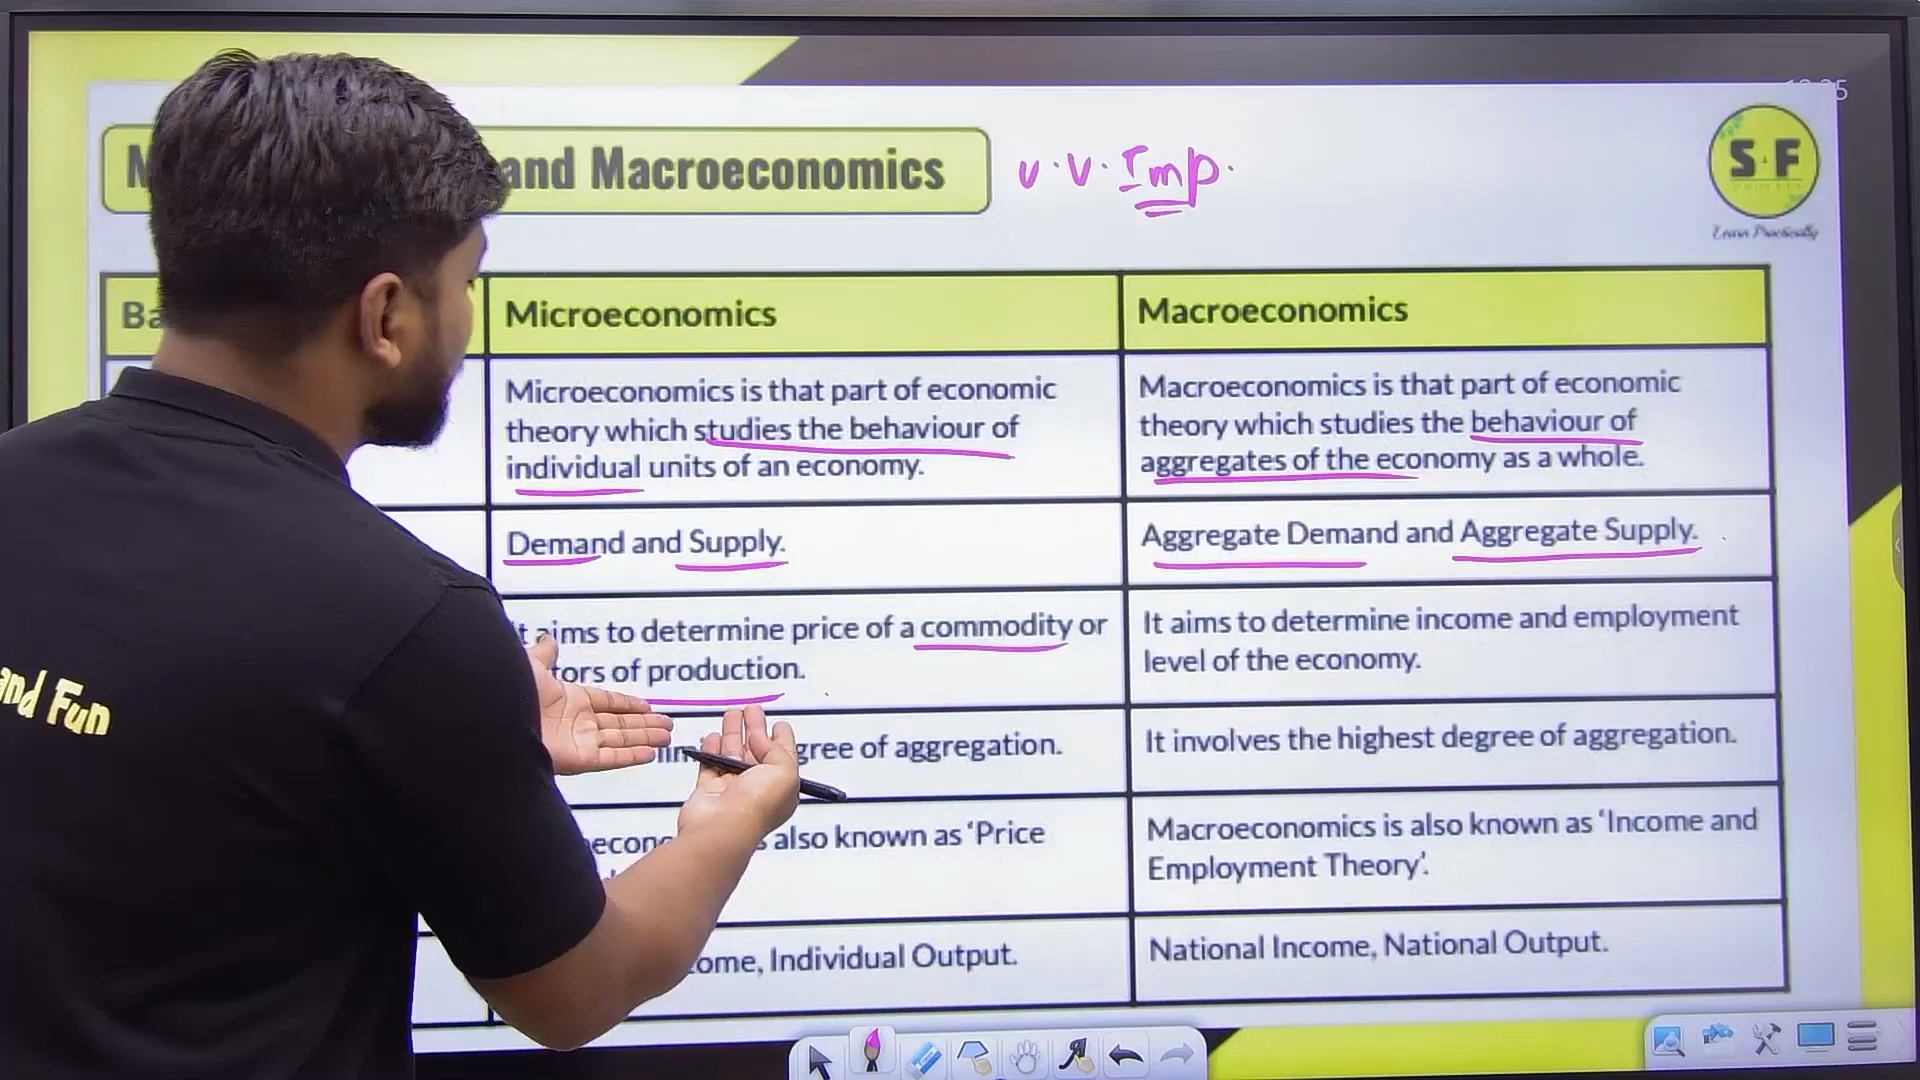 and Macroeconomics
v.v. Imp.
S F
Learn Practically
Microeconomics
Macroeconomics
Microeconomics is that part of economic
theory which studies the behaviour of
individual units of an economy.
Macroeconomics is that part of economic
theory which studies the behaviour of
aggregates of the economy as a whole.
Demand and Supply.
Aggregate Demand and Aggregate Supply.
aims to determine price of a commodity or
of production.
It aims to determine income and employment
level of the economy.
of aggregation.
It involves the highest degree of aggregation.
also known as ‘Price
Macroeconomics is also known as ‘Income and
Employment Theory’.
Individual Output.
National Income, National Output.
and Fun